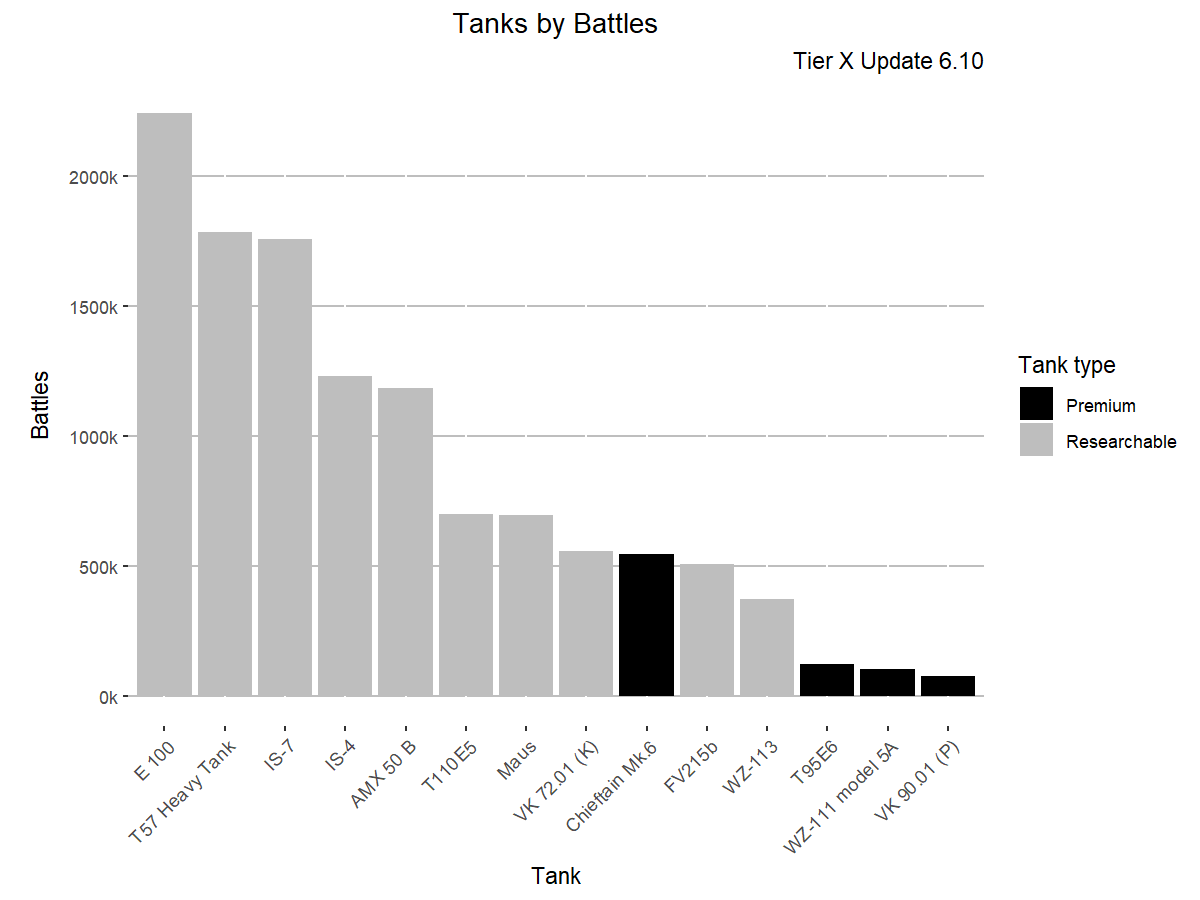 Tanks by Battles
Tier X Update 6.10
Battles
2000k
1500k
1000k
500k
0k
E 100
T57 Heavy Tank
IS-7
IS-4
AMX 50 B
T110E5
Maus
VK 72.01 (K)
Chieftain Mk.6
FV215b
WZ-113
T95E6
WZ-111 model 5A
VK 90.01 (P)
Tank
Tank type
Premium
Researchable